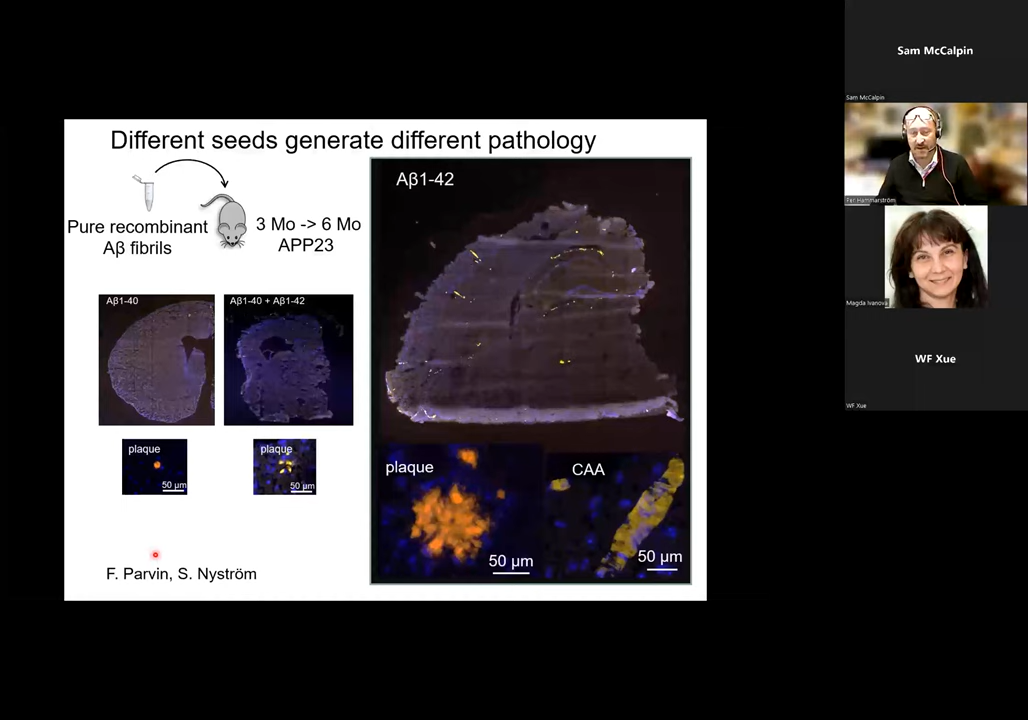 Different seeds generate different pathology
Pure recombinant
Aβ fibrils
3 Mo -> 6 Mo
APP23
Aβ1-40
Aβ1-40 + Aβ1-42
plaque
50 µm
plaque
50 µm
Aβ1-42
plaque
50 µm
CAA
50 µm
F. Parvin, S. Nyström
Sam McCalpin
Sam McCalpin
Per Hammarström
Magda Ivanova
WF Xue
WF Xue